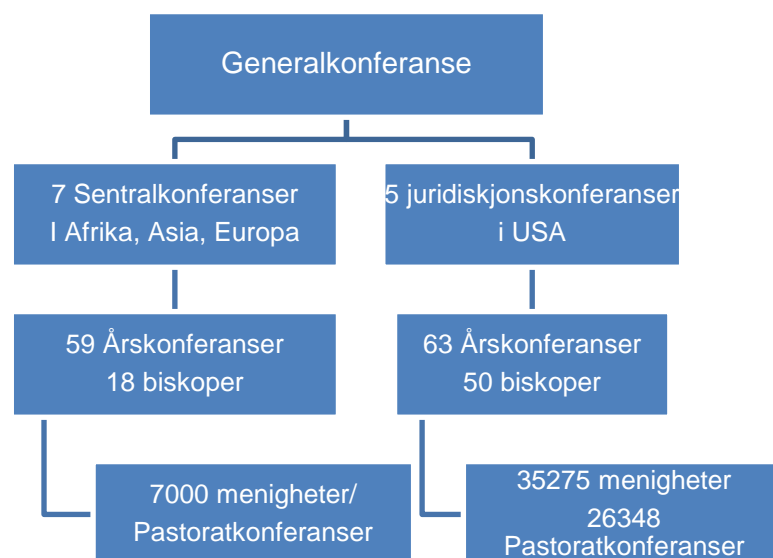 Generalkonferanse
7 Sentralkonferanser
I Afrika, Asia, Europa
5 juridiskjonskonferanser
i USA
59 Årskonferanser
18 biskoper
63 Årskonferanser
50 biskoper
7000 menigheter/
Pastoratkonferanser
35275 menigheter
26348
Pastoratkonferanser